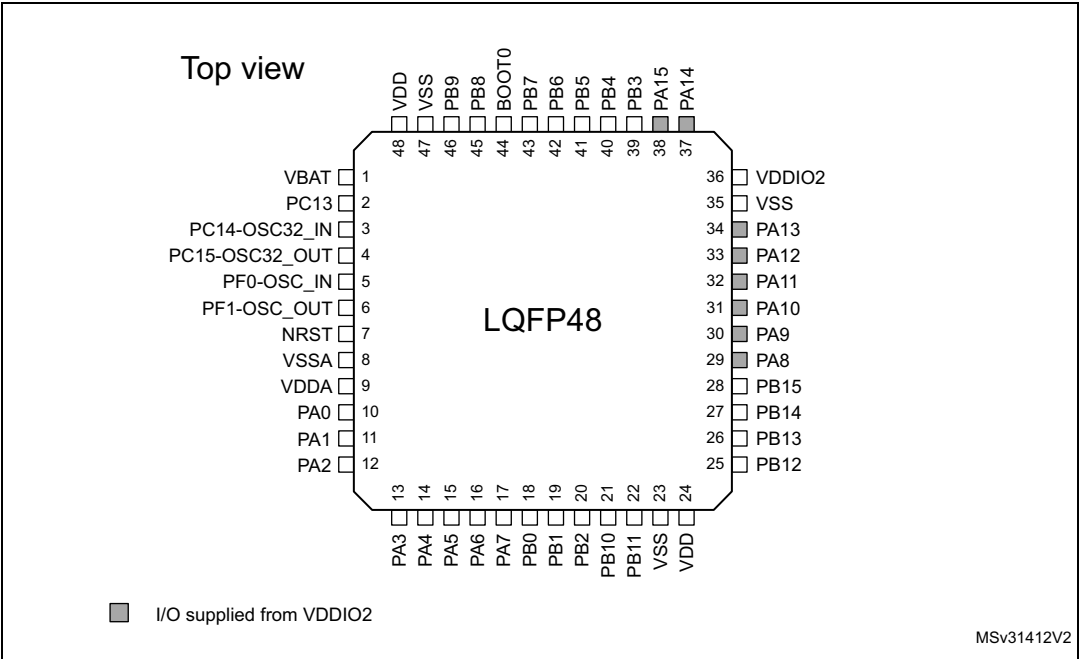 Top view
VDD
VSS
PB9
PB8
BOOT0
PB7
PB6
PB5
PB4
PB3
PA15
PA14
48
47
46
45
44
43
42
41
40
39
38
37
VBAT 1
PC13 2
PC14-OSC32_IN 3
PC15-OSC32_OUT 4
PF0-OSC_IN 5
PF1-OSC_OUT 6
NRST 7
VSSA 8
VDDA 9
PA0 10
PA1 11
PA2 12
LQFP48
36 VDDIO2
35 VSS
34 PA13
33 PA12
32 PA11
31 PA10
30 PA9
29 PA8
28 PB15
27 PB14
26 PB13
25 PB12
13
14
15
16
17
18
19
20
21
22
23
24
PA3
PA4
PA5
PA6
PA7
PB0
PB1
PB2
PB10
PB11
VSS
VDD
I/O supplied from VDDIO2
MSv31412V2